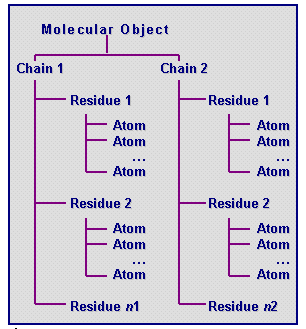 Molecular Object
Chain 1
Residue 1
Atom
Atom
...
Atom
Residue 2
Atom
Atom
...
Atom
Residue n1
Chain 2
Residue 1
Atom
Atom
...
Atom
Residue 2
Atom
Atom
...
Atom
Residue n2